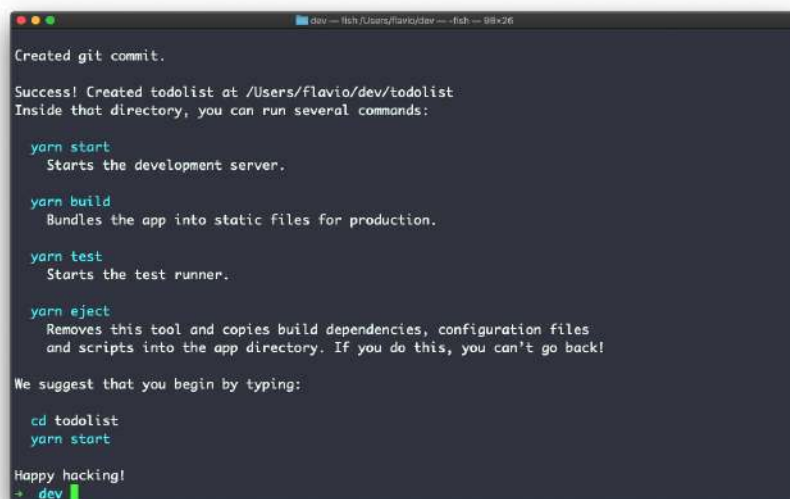 dev — fish /Users/flavio/dev — -fish — 98×26
Created git commit.
Success! Created todolist at /Users/flavio/dev/todolist
Inside that directory, you can run several commands:
yarn start
Starts the development server.
yarn build
Bundles the app into static files for production.
yarn test
Starts the test runner.
yarn eject
Removes this tool and copies build dependencies, configuration files
and scripts into the app directory. If you do this, you can't go back!
We suggest that you begin by typing:
cd todolist
yarn start
Happy hacking!
➜ dev